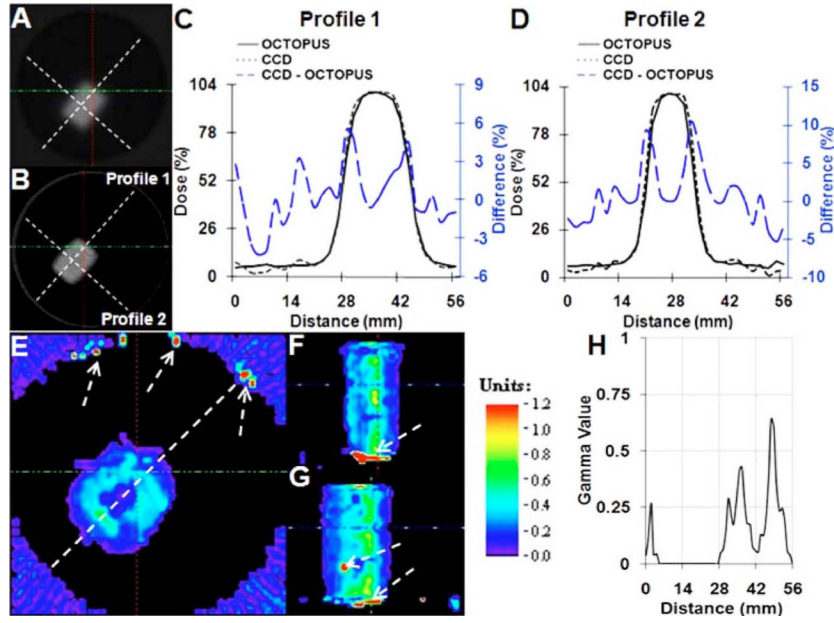 A
B
Profile 1
Profile 2
C
Profile 1
OCTOPUS
CCD
CCD - OCTOPUS
104
78
52
26
0
Dose (%)
9
6
3
0
-3
-6
Difference (%)
0 14 28 42 56
Distance (mm)
D
Profile 2
OCTOPUS
CCD
CCD - OCTOPUS
104
78
52
26
0
Dose (%)
15
10
5
0
-5
-10
Difference (%)
0 14 28 42 56
Distance (mm)
E
F
G
Units:
1.2
1.0
0.8
0.6
0.4
0.2
0.0
H
1
0.75
0.5
0.25
0
Gamma Value
0 14 28 42 56
Distance (mm)